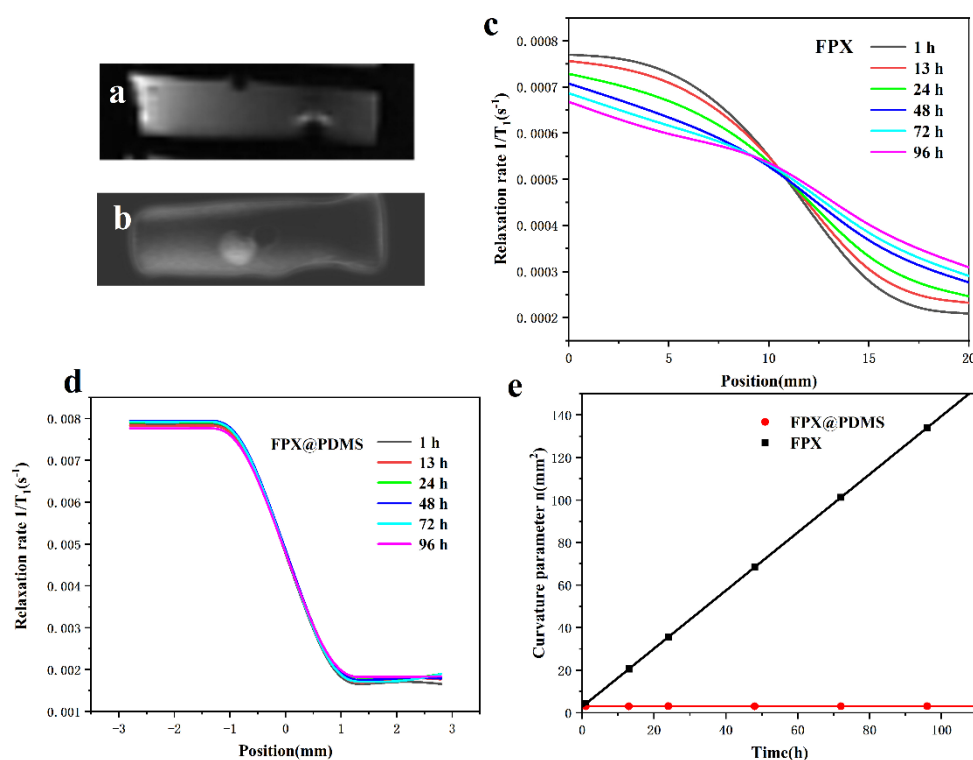 a
b
c
FPX
1 h
13 h
24 h
48 h
72 h
96 h
0.0008
0.0007
0.0006
0.0005
0.0004
0.0003
0.0002
Relaxation rate 1/T₁(s⁻¹)
0 5 10 15 20
Position(mm)
d
FPX@PDMS
1 h
13 h
24 h
48 h
72 h
96 h
0.008
0.007
0.006
0.005
0.004
0.003
0.002
0.001
Relaxation rate 1/T₁(s⁻¹)
-3 -2 -1 0 1 2 3
Position(mm)
e
FPX@PDMS
FPX
140
120
100
80
60
40
20
0
Curvature parameter n(mm²)
0 20 40 60 80 100
Time(h)